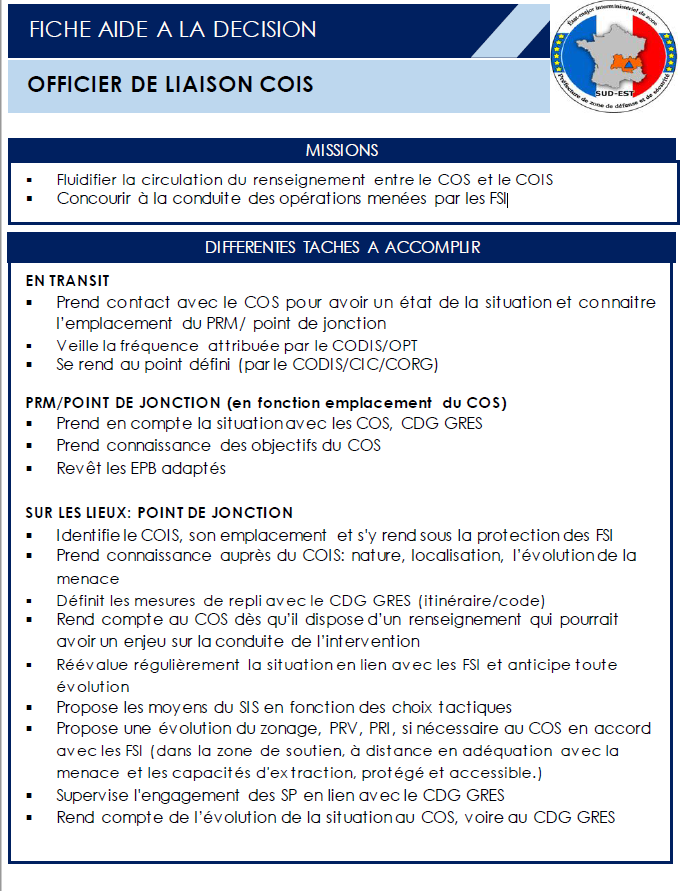 FICHE AIDE A LA DECISION
État-major interministériel de zone
SUD-EST
Préfecture de zone de défense et de sécurité
OFFICIER DE LIAISON COIS
MISSIONS
▪ Fluidifier la circulation du renseignement entre le COS et le COIS
▪ Concourir à la conduite des opérations menées par les FSI
DIFFERENTES TACHES A ACCOMPLIR
EN TRANSIT
▪ Prend contact avec le COS pour avoir un état de la situation et connaitre
l'emplacement du PRM/ point de jonction
▪ Veille la fréquence attribuée par le CODIS/OPT
▪ Se rend au point défini (par le CODIS/CIC/CORG)
PRM/POINT DE JONCTION (en fonction emplacement du COS)
▪ Prend en compte la situation avec les COS, CDG GRES
▪ Prend connaissance des objectifs du COS
▪ Revêt les EPB adaptés
SUR LES LIEUX: POINT DE JONCTION
▪ Identifie le COIS, son emplacement et s'y rend sous la protection des FSI
▪ Prend connaissance auprès du COIS: nature, localisation, l'évolution de la
menace
▪ Définit les mesures de repli avec le CDG GRES (itinéraire/code)
▪ Rend compte au COS dès qu'il dispose d'un renseignement qui pourrait
avoir un enjeu sur la conduite de l'intervention
▪ Réévalue régulièrement la situation en lien avec les FSI et anticipe toute
évolution
▪ Propose les moyens du SIS en fonction des choix tactiques
▪ Propose une évolution du zonage, PRV, PRI, si nécessaire au COS en accord
avec les FSI (dans la zone de soutien, à distance en adéquation avec la
menace et les capacités d'extraction, protégé et accessible.)
▪ Supervise l'engagement des SP en lien avec le CDG GRES
▪ Rend compte de l'évolution de la situation au COS, voire au CDG GRES